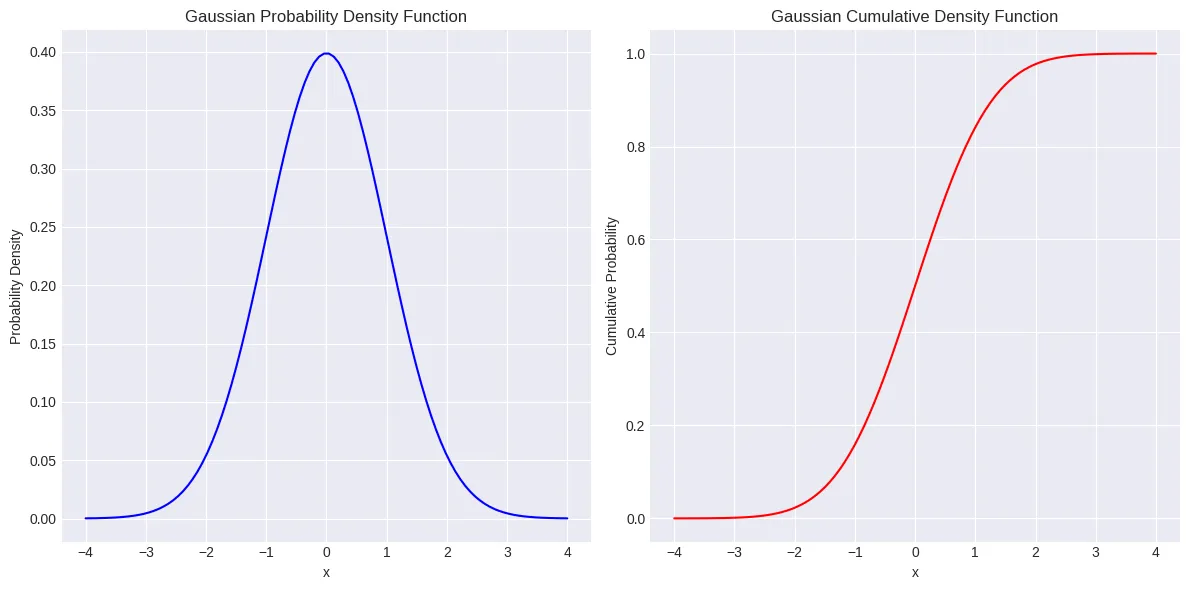 Gaussian Probability Density Function
Probability Density
0.40
0.35
0.30
0.25
0.20
0.15
0.10
0.05
0.00
−4 −3 −2 −1 0 1 2 3 4
x
Gaussian Cumulative Density Function
Cumulative Probability
1.0
0.8
0.6
0.4
0.2
0.0
−4 −3 −2 −1 0 1 2 3 4
x